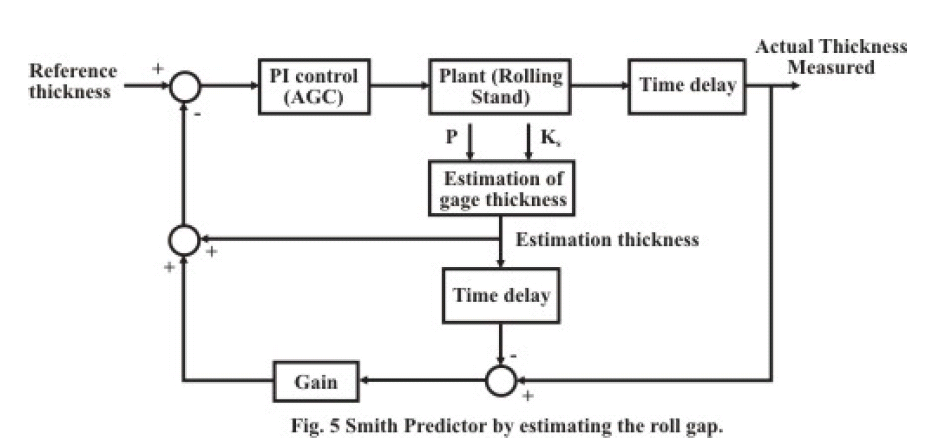 Reference
thickness
+
-
PI control
(AGC)
Plant (Rolling
Stand)
Time delay
Actual Thickness
Measured
P
Ks
Estimation of
gage thickness
Estimation thickness
+
+
Time delay
-
+
Gain
Fig. 5 Smith Predictor by estimating the roll gap.